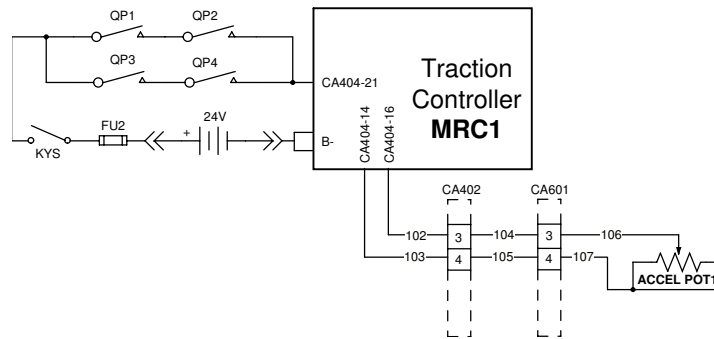 QP1 QP2
QP3 QP4
CA404-21
Traction
Controller
MRC1
CA404-14
CA404-16
24V
FU2
+
B-
KYS
CA402 CA601
102 3 104 3 106
103 4 105 4 107
ACCEL POT1